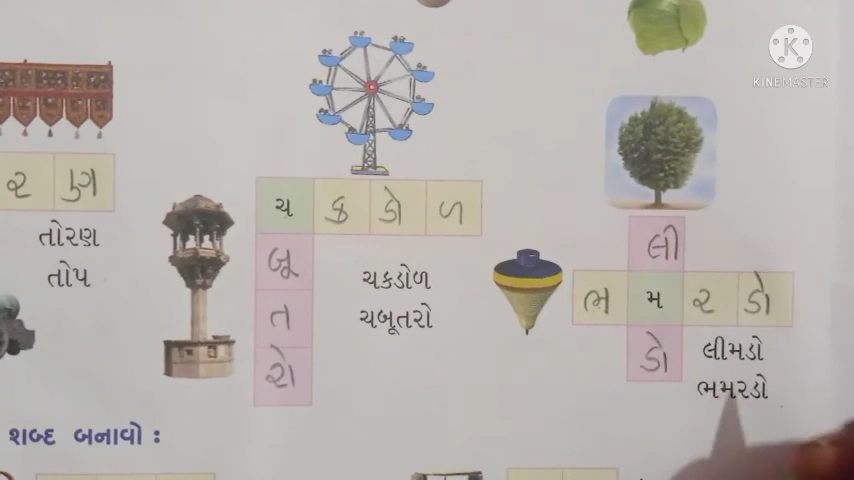 KINEMASTER
ર ણ
તોરણ
તોપ
ચ ક ડો ળ
બૂ
ત
રો
ચકડોળ
ચબૂતરો
લી
ભ મ ર ડો
ડો
લીમડો
ભમરડો
શબ્દ બનાવો :